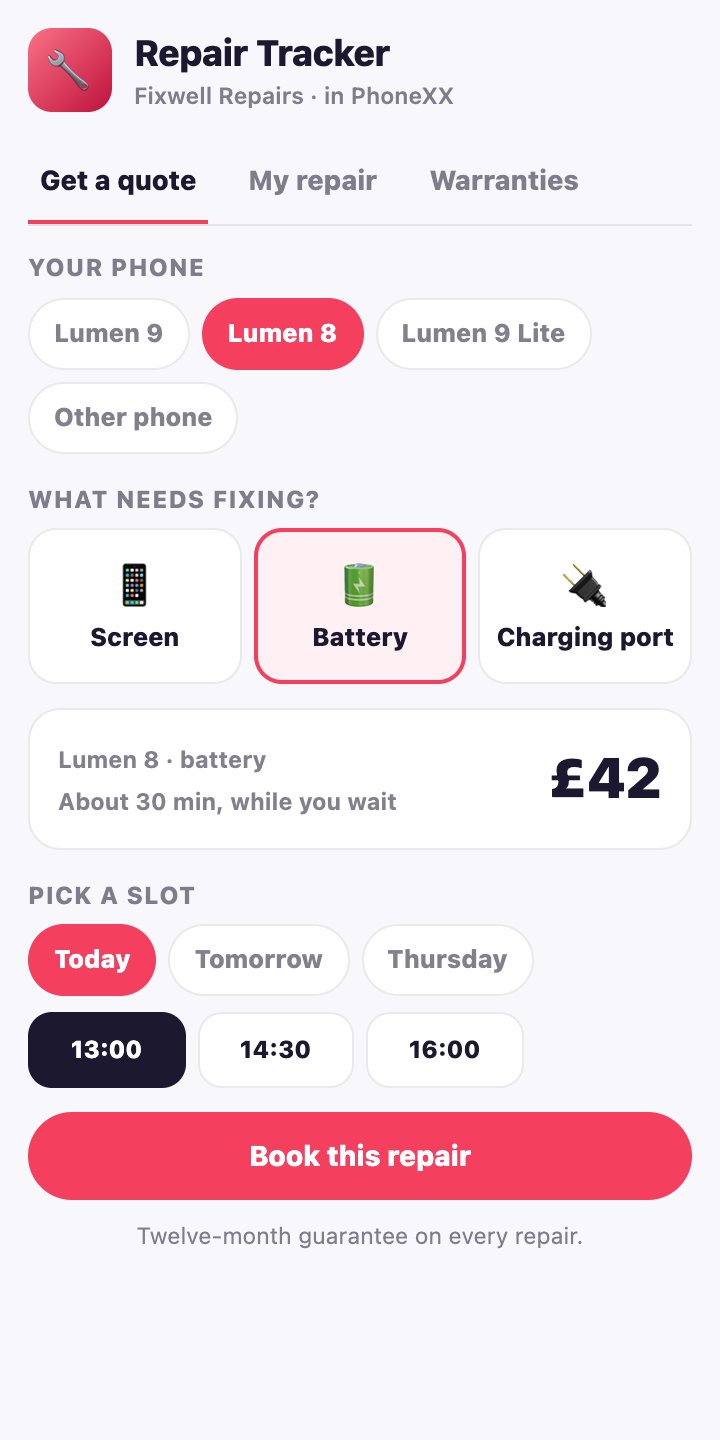 Repair Tracker
Fixwell Repairs · in PhoneXX
Get a quote My repair Warranties
YOUR PHONE
Lumen 9 Lumen 8 Lumen 9 Lite
Other phone
WHAT NEEDS FIXING?
Screen Battery Charging port
Lumen 8 · battery
About 30 min, while you wait
£42
PICK A SLOT
Today Tomorrow Thursday
13:00 14:30 16:00
Book this repair
Twelve-month guarantee on every repair.